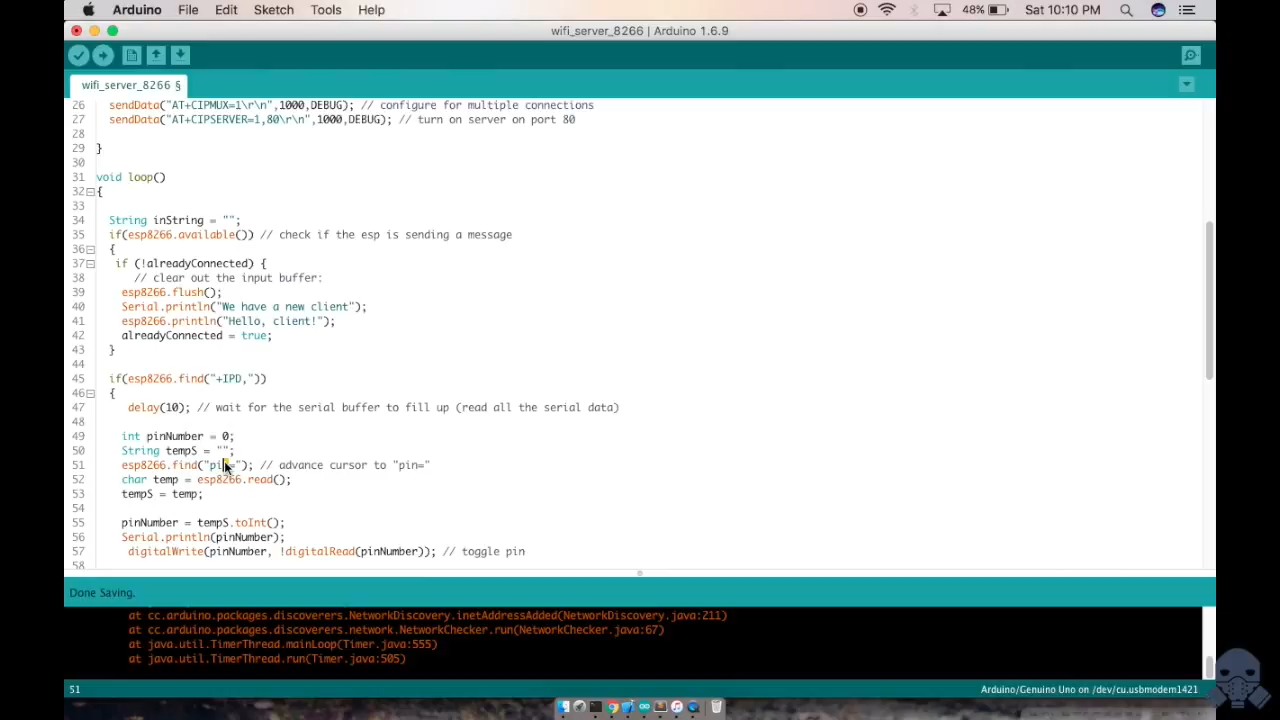 Arduino File Edit Sketch Tools Help 48% Sat 10:10 PM
wifi_server_8266 | Arduino 1.6.9
wifi_server_8266 §
26 sendData("AT+CIPMUX=1\r\n",1000,DEBUG); // configure for multiple connections
27 sendData("AT+CIPSERVER=1,80\r\n",1000,DEBUG); // turn on server on port 80
28
29 }
30
31 void loop()
32 {
33
34 String inString = "";
35 if(esp8266.available()) // check if the esp is sending a message
36 {
37 if (!alreadyConnected) {
38 // clear out the input buffer:
39 esp8266.flush();
40 Serial.println("We have a new client");
41 esp8266.println("Hello, client!");
42 alreadyConnected = true;
43 }
44
45 if(esp8266.find("+IPD,"))
46 {
47 delay(10); // wait for the serial buffer to fill up (read all the serial data)
48
49 int pinNumber = 0;
50 String tempS = "";
51 esp8266.find("pin="); // advance cursor to "pin="
52 char temp = esp8266.read();
53 tempS = temp;
54
55 pinNumber = tempS.toInt();
56 Serial.println(pinNumber);
57 digitalWrite(pinNumber, !digitalRead(pinNumber)); // toggle pin
58
Done Saving.
at cc.arduino.packages.discoverers.NetworkDiscovery.inetAddressAdded(NetworkDiscovery.java:211)
at cc.arduino.packages.discoverers.network.NetworkChecker.run(NetworkChecker.java:67)
at java.util.TimerThread.mainLoop(Timer.java:555)
at java.util.TimerThread.run(Timer.java:505)
51 Arduino/Genuino Uno on /dev/cu.usbmodem1421